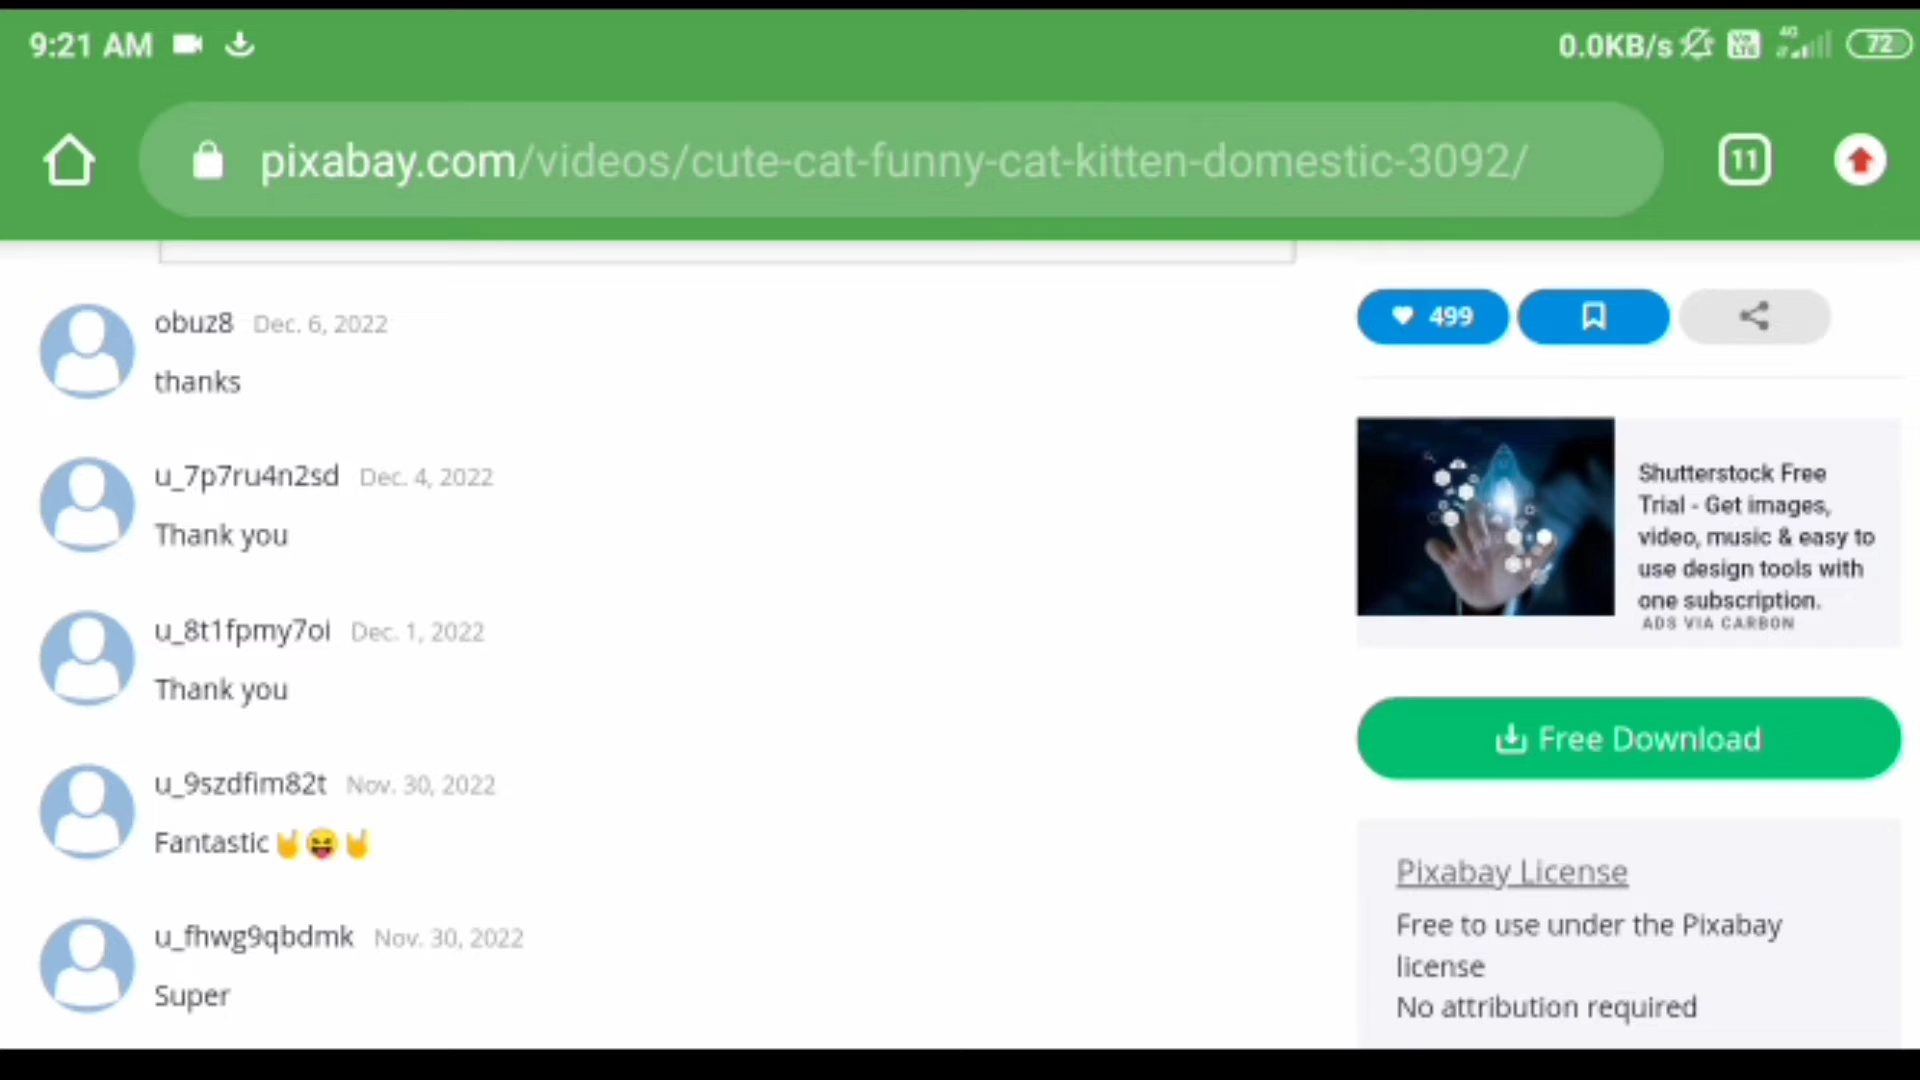 9:21 AM
0.0KB/s
Vo LTE
4G
72
pixabay.com/videos/cute-cat-funny-cat-kitten-domestic-3092/
11
obuz8 Dec. 6, 2022
thanks
u_7p7ru4n2sd Dec. 4, 2022
Thank you
u_8t1fpmy7oi Dec. 1, 2022
Thank you
u_9szdfim82t Nov. 30, 2022
Fantastic🤘😝🤘
u_fhwg9qbdmk Nov. 30, 2022
Super
499
Shutterstock Free
Trial - Get images,
video, music & easy to
use design tools with
one subscription.
ADS VIA CARBON
Free Download
Pixabay License
Free to use under the Pixabay
license
No attribution required